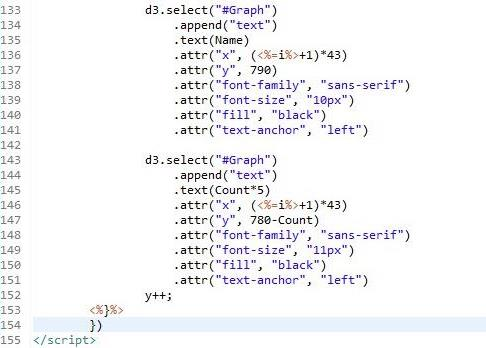 133 d3.select("#Graph")
134 .append("text")
135 .text(Name)
136 .attr("x", (<%=i%>+1)*43)
137 .attr("y", 790)
138 .attr("font-family", "sans-serif")
139 .attr("font-size", "10px")
140 .attr("fill", "black")
141 .attr("text-anchor", "left")
142
143 d3.select("#Graph")
144 .append("text")
145 .text(Count*5)
146 .attr("x", (<%=i%>+1)*43)
147 .attr("y", 780-Count)
148 .attr("font-family", "sans-serif")
149 .attr("font-size", "11px")
150 .attr("fill", "black")
151 .attr("text-anchor", "left")
152 y++;
153 <%}%>
154 })
155 </script>